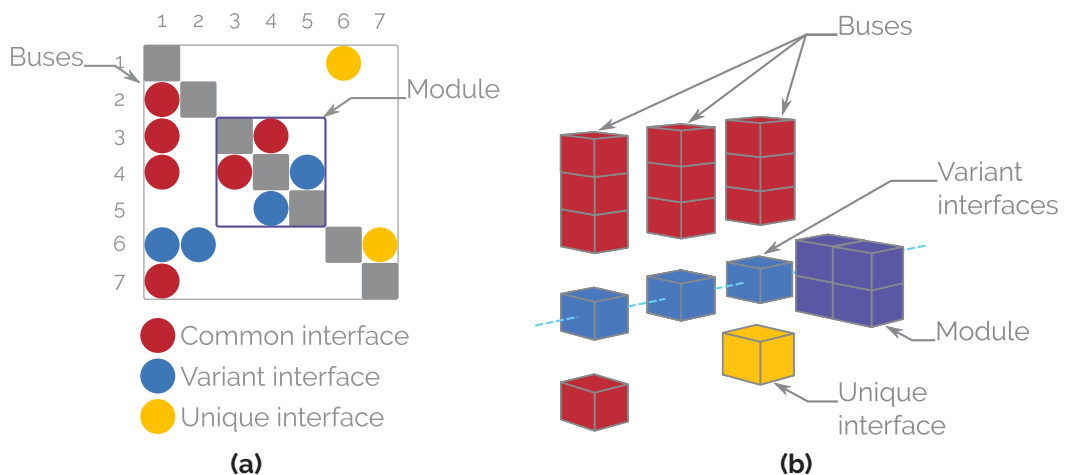 1 2 3 4 5 6 7
Buses
1
2
3
4
5
6
7
Module
Common interface
Variant interface
Unique interface
(a)
Buses
Variant
interfaces
Module
Unique
interface
(b)